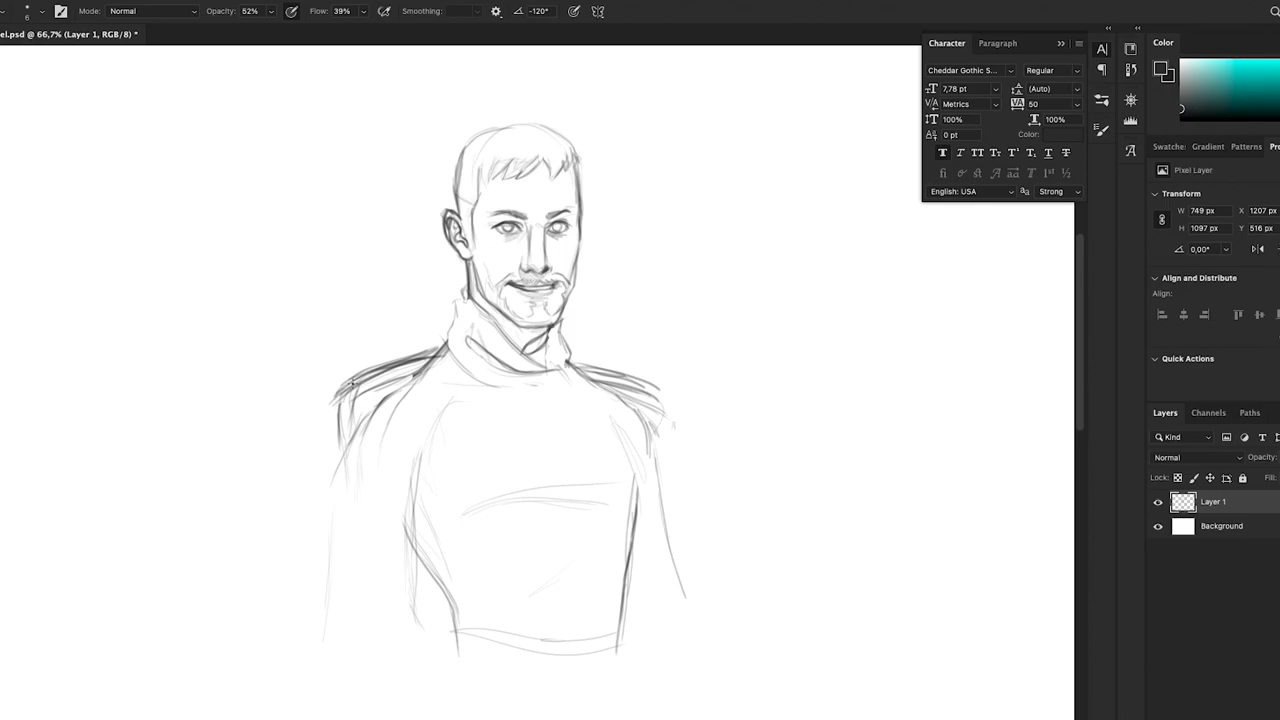 6 Mode: Normal Opacity: 52% Flow: 39% Smoothing: -120°
el.psd @ 66,7% (Layer 1, RGB/8) *
Character Paragraph
Cheddar Gothic S... Regular
7,78 pt (Auto)
Metrics 50
100% 100%
0 pt Color:
English: USA Strong
Color
Swatche Gradient Patterns Pro
Pixel Layer
Transform
W 749 px X 1207 px
H 1097 px Y 516 px
0,00°
Align and Distribute
Align:
Quick Actions
Layers Channels Paths
Kind
Normal Opacity:
Lock: Fill:
Layer 1
Background